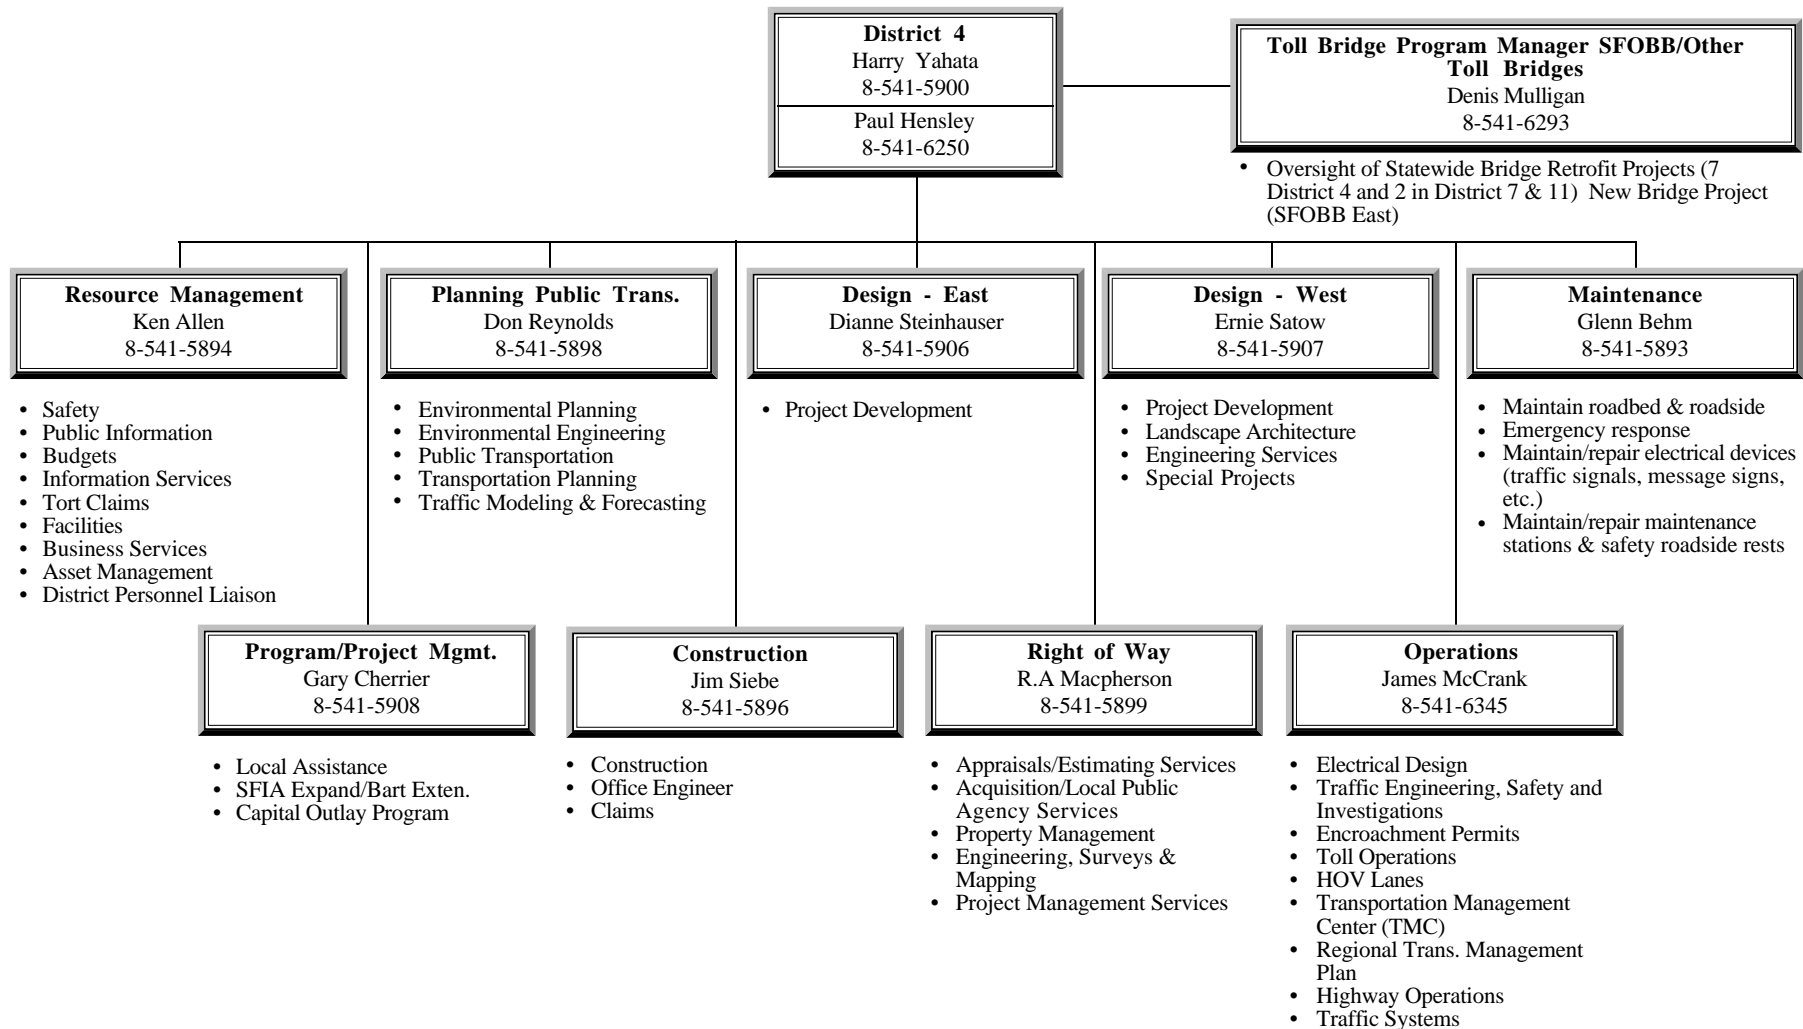 District 4
Harry Yahata
8-541-5900
Paul Hensley
8-541-6250
Toll Bridge Program Manager SFOBB/Other
Toll Bridges
Denis Mulligan
8-541-6293
• Oversight of Statewide Bridge Retrofit Projects (7
District 4 and 2 in District 7 & 11) New Bridge Project
(SFOBB East)
Resource Management
Ken Allen
8-541-5894
• Safety
• Public Information
• Budgets
• Information Services
• Tort Claims
• Facilities
• Business Services
• Asset Management
• District Personnel Liaison
Planning Public Trans.
Don Reynolds
8-541-5898
• Environmental Planning
• Environmental Engineering
• Public Transportation
• Transportation Planning
• Traffic Modeling & Forecasting
Design - East
Dianne Steinhauser
8-541-5906
• Project Development
Design - West
Ernie Satow
8-541-5907
• Project Development
• Landscape Architecture
• Engineering Services
• Special Projects
Maintenance
Glenn Behm
8-541-5893
• Maintain roadbed & roadside
• Emergency response
• Maintain/repair electrical devices
(traffic signals, message signs,
etc.)
• Maintain/repair maintenance
stations & safety roadside rests
Program/Project Mgmt.
Gary Cherrier
8-541-5908
• Local Assistance
• SFIA Expand/Bart Exten.
• Capital Outlay Program
Construction
Jim Siebe
8-541-5896
• Construction
• Office Engineer
• Claims
Right of Way
R.A Macpherson
8-541-5899
• Appraisals/Estimating Services
• Acquisition/Local Public
Agency Services
• Property Management
• Engineering, Surveys &
Mapping
• Project Management Services
Operations
James McCrank
8-541-6345
• Electrical Design
• Traffic Engineering, Safety and
Investigations
• Encroachment Permits
• Toll Operations
• HOV Lanes
• Transportation Management
Center (TMC)
• Regional Trans. Management
Plan
• Highway Operations
• Traffic Systems